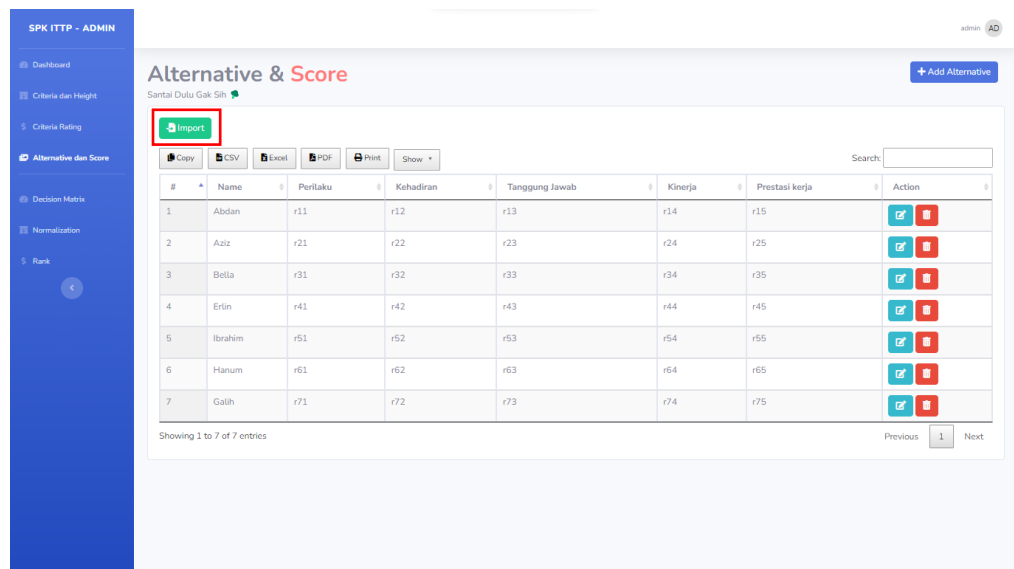 SPK ITTP - ADMIN
admin AD
Dashboard
Criteria dan Height
Criteria Rating
Alternative dan Score
Decision Matrix
Normalization
Rank
Alternative & Score
+ Add Alternative
Santai Dulu Gak Sih
Import
Copy CSV Excel PDF Print Show
Search:
# Name Perilaku Kehadiran Tanggung Jawab Kinerja Prestasi kerja Action
1 Abdan r11 r12 r13 r14 r15
2 Aziz r21 r22 r23 r24 r25
3 Bella r31 r32 r33 r34 r35
4 Erlin r41 r42 r43 r44 r45
5 Ibrahim r51 r52 r53 r54 r55
6 Hanum r61 r62 r63 r64 r65
7 Galih r71 r72 r73 r74 r75
Showing 1 to 7 of 7 entries
Previous 1 Next